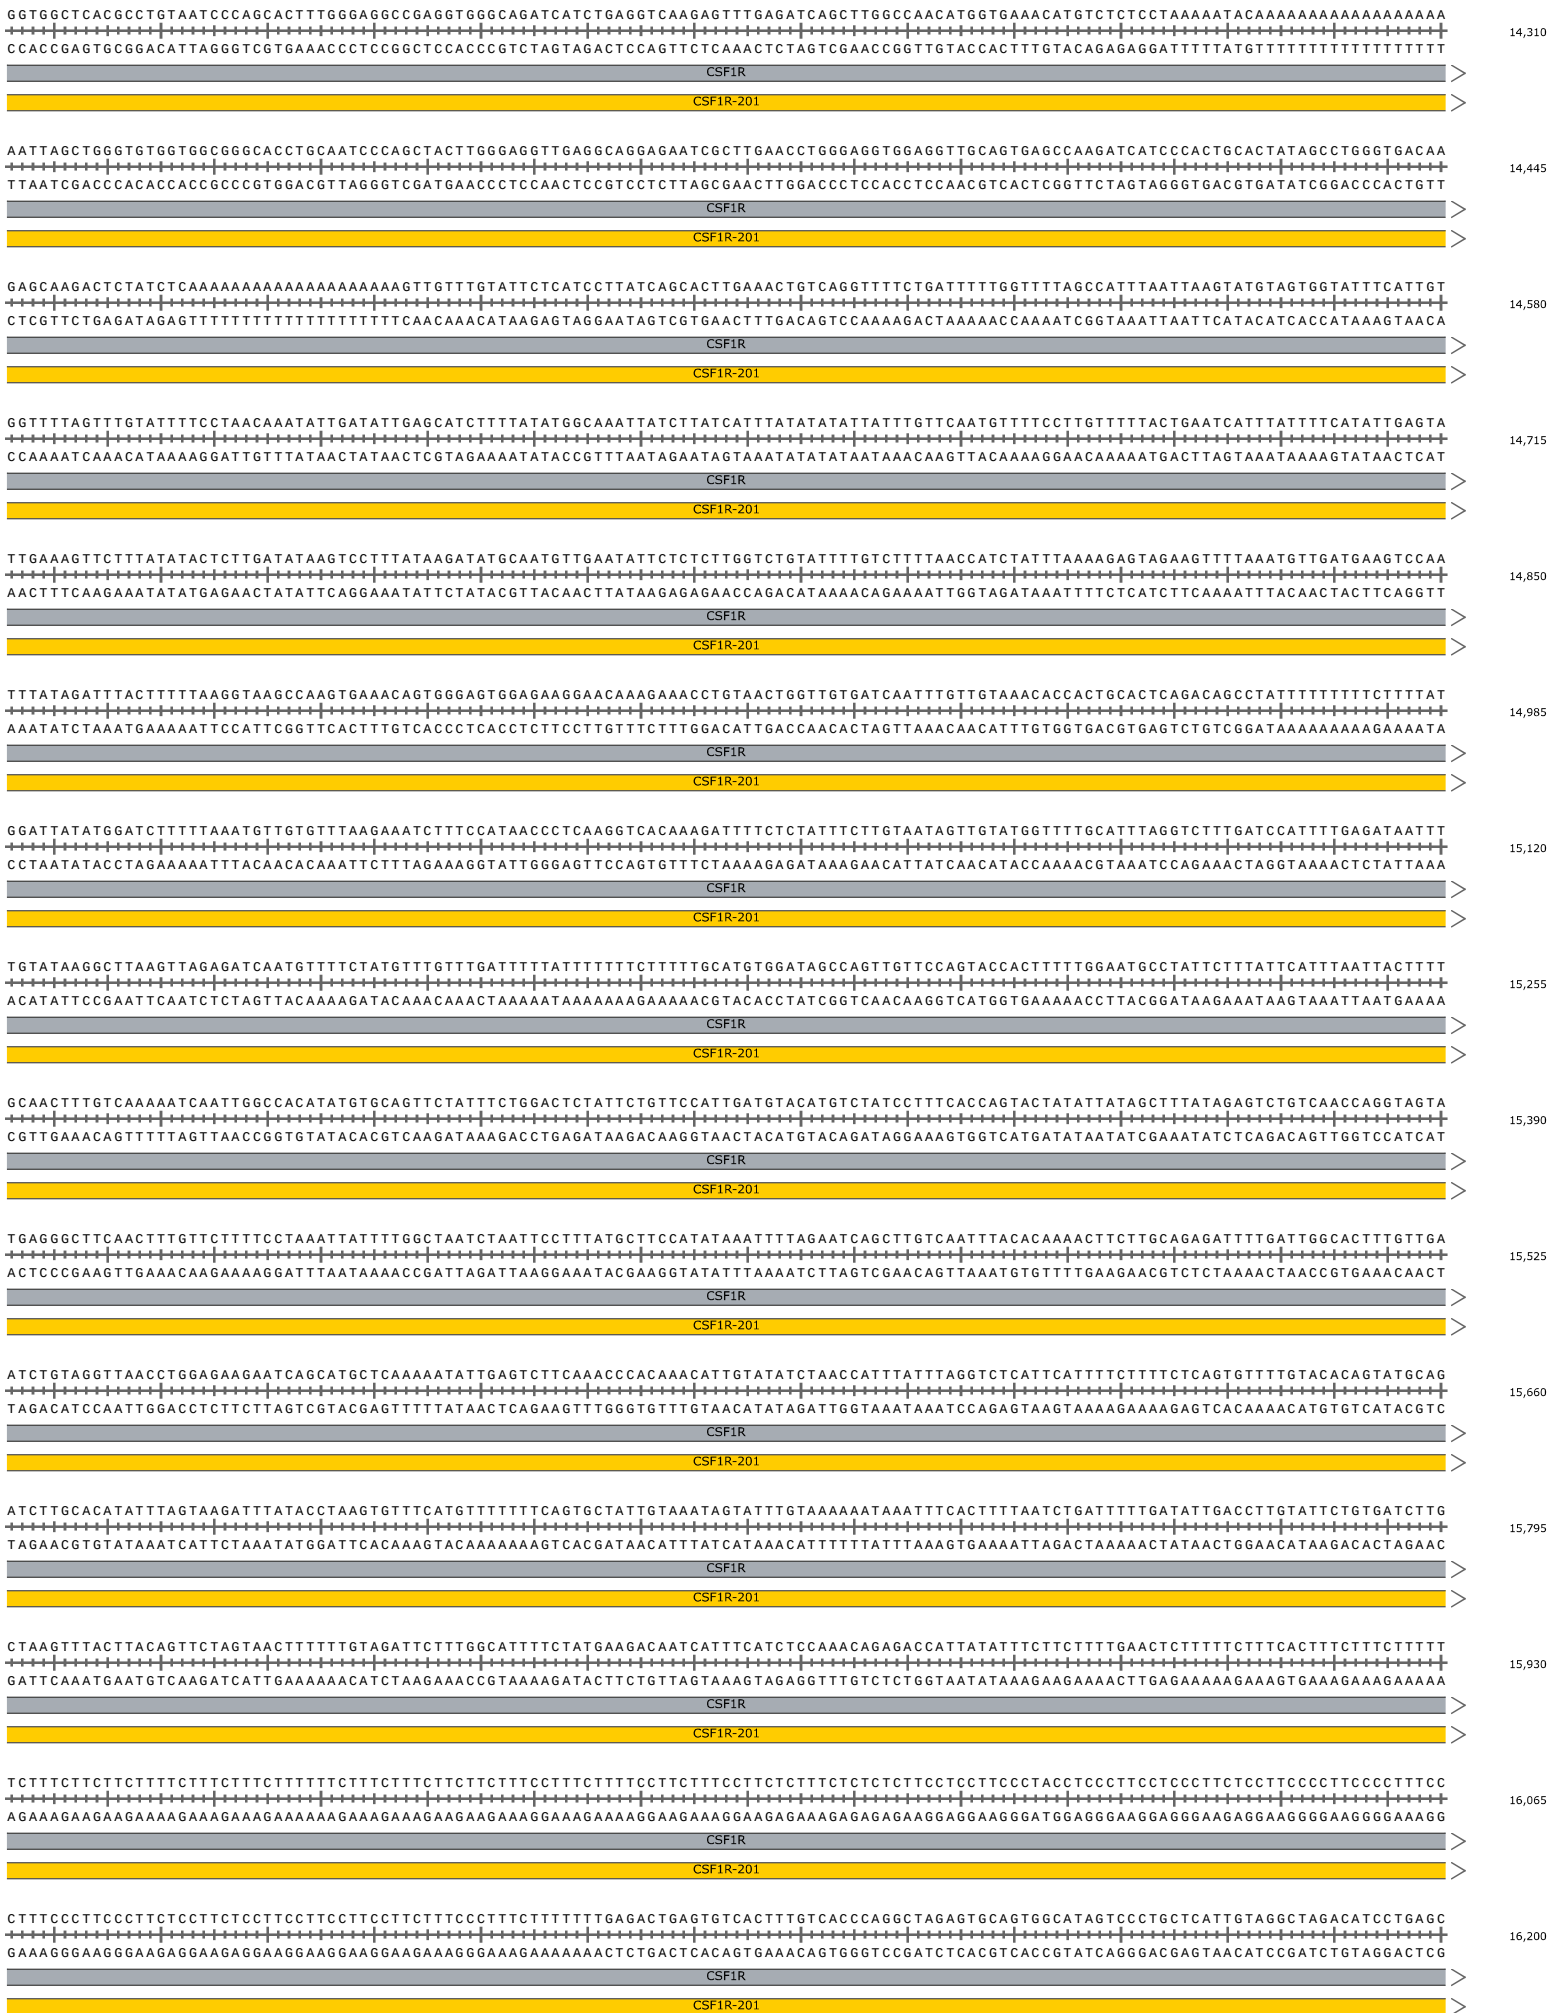 GGTGGCTCACGCCTGTAATCCCAGCACTTTGGGAGGCCGAGGTGGGCAGATCATCTGAGGTCAAGAGTTTGAGATCAGCTTGGCCAACATGGTGAAACATGTCTCTCCTAAAAATACAAAAAAAAAAAAAAAAAA
14,310
CCACCGAGTGCGGACATTAGGGTCGTGAAACCCTCCGGCTCCACCCGTCTAGTAGACTCCAGTTCTCAAACTCTAGTCGAACCGGTTGTACCACTTTGTACAGAGAGGATTTTTATGTTTTTTTTTTTTTTTTTT
CSF1R
CSF1R-201
AATTAGCTGGGTGTGGTGGCGGGCACCTGCAATCCCAGCTACTTGGGAGGTTGAGGCAGGAGAATCGCTTGAACCTGGGAGGTGGAGGTTGCAGTGAGCCAAGATCATCCCACTGCACTATAGCCTGGGTGACAA
14,445
TTAATCGACCCACACCACCGCCCGTGGACGTTAGGGTCGATGAACCCTCCAACTCCGTCCTCTTAGCGAACTTGGACCCTCCACCTCCAACGTCACTCGGTTCTAGTAGGGTGACGTGATATCGGACCCACTGTT
CSF1R
CSF1R-201
GAGCAAGACTCTATCTCAAAAAAAAAAAAAAAAAAAAGTTGTTTGTATTCTCATCCTTATCAGCACTTGAAACTGTCAGGTTTTCTGATTTTTGGTTTTAGCCATTTAATTAAGTATGTAGTGGTATTTCATTGT
14,580
CTCGTTCTGAGATAGAGTTTTTTTTTTTTTTTTTTTTCAACAAACATAAGAGTAGGAATAGTCGTGAACTTTGACAGTCCAAAAGACTAAAAACCAAAATCGGTAAATTAATTCATACATCACCATAAAGTAACA
CSF1R
CSF1R-201
GGTTTTAGTTTGTATTTTCCTAACAAATATTGATATTGAGCATCTTTTATATGGCAAATTATCTTATCATTTATATATATTATTTGTTCAATGTTTTCCTTGTTTTTACTGAATCATTTATTTTCATATTGAGTA
14,715
CCAAAATCAAACATAAAAGGATTGTTTATAACTATAACTCGTAGAAAATATACCGTTTAATAGAATAGTAAATATATATAATAAACAAGTTACAAAAGGAACAAAAATGACTTAGTAAATAAAAGTATAACTCAT
CSF1R
CSF1R-201
TTGAAAGTTCTTTATATACTCTTGATATAAGTCCTTTATAAGATATGCAATGTTGAATATTCTCTCTTGGTCTGTATTTTGTCTTTTAACCATCTATTTAAAAGAGTAGAAGTTTTAAATGTTGATGAAGTCCAA
14,850
AACTTTCAAGAAATATATGAGAACTATATTCAGGAAATATTCTATACGTTACAACTTATAAGAGAGAACCAGACATAAAACAGAAAATTGGTAGATAAATTTTCTCATCTTCAAAATTTACAACTACTTCAGGTT
CSF1R
CSF1R-201
TTTATAGATTTACTTTTTAAGGTAAGCCAAGTGAAACAGTGGGAGTGGAGAAGGAACAAAGAAACCTGTAACTGGTTGTGATCAATTTGTTGTAAACACCACTGCACTCAGACAGCCTATTTTTTTTTCTTTTAT
14,985
AAATATCTAAATGAAAAATTCCATTCGGTTCACTTTGTCACCCTCACCTCTTCCTTGTTTCTTTGGACATTGACCAACACTAGTTAAACAACATTTGTGGTGACGTGAGTCTGTCGGATAAAAAAAAAGAAAATA
CSF1R
CSF1R-201
GGATTATATGGATCTTTTTAAATGTTGTGTTTAAGAAATCTTTCCATAACCCTCAAGGTCACAAAGATTTTCTCTATTTCTTGTAATAGTTGTATGGTTTTGCATTTAGGTCTTTGATCCATTTTGAGATAATTT
15,120
CCTAATATACCTAGAAAAATTTACAACACAAATTCTTTAGAAAGGTATTGGGAGTTCCAGTGTTTCTAAAAGAGATAAAGAACATTATCAACATACCAAAACGTAAATCCAGAAACTAGGTAAAACTCTATTAAA
CSF1R
CSF1R-201
TGTATAAGGCTTAAGTTAGAGATCAATGTTTTCTATGTTTGTTTGATTTTTATTTTTTTCTTTTTGCATGTGGATAGCCAGTTGTTCCAGTACCACTTTTTGGAATGCCTATTCTTTATTCATTTAATTACTTTT
15,255
ACATATTCCGAATTCAATCTCTAGTTACAAAAGATACAAACAAACTAAAAATAAAAAAAGAAAAACGTACACCTATCGGTCAACAAGGTCATGGTGAAAAACCTTACGGATAAGAAATAAGTAAATTAATGAAAA
CSF1R
CSF1R-201
GCAACTTTGTCAAAAATCAATTGGCCACATATGTGCAGTTCTATTTCTGGACTCTATTCTGTTCCATTGATGTACATGTCTATCCTTTCACCAGTACTATATTATAGCTTTATAGAGTCTGTCAACCAGGTAGTA
15,390
CGTTGAAACAGTTTTTAGTTAACCGGTGTATACACGTCAAGATAAAGACCTGAGATAAGACAAGGTAACTACATGTACAGATAGGAAAGTGGTCATGATATAATATCGAAATATCTCAGACAGTTGGTCCATCAT
CSF1R
CSF1R-201
TGAGGGCTTCAACTTTGTTCTTTTCCTAAATTATTTTGGCTAATCTAATTCCTTTATGCTTCCATATAAATTTTAGAATCAGCTTGTCAATTTACACAAAACTTCTTGCAGAGATTTTGATTGGCACTTTGTTGA
15,525
ACTCCCGAAGTTGAAACAAGAAAAGGATTTAATAAAACCGATTAGATTAAGGAAATACGAAGGTATATTTAAAATCTTAGTCGAACAGTTAAATGTGTTTTGAAGAACGTCTCTAAAACTAACCGTGAAACAACT
CSF1R
CSF1R-201
ATCTGTAGGTTAACCTGGAGAAGAATCAGCATGCTCAAAAATATTGAGTCTTCAAACCCACAAACATTGTATATCTAACCATTTATTTAGGTCTCATTCATTTTCTTTTCTCAGTGTTTTGTACACAGTATGCAG
15,660
TAGACATCCAATTGGACCTCTTCTTAGTCGTACGAGTTTTTATAACTCAGAAGTTTGGGTGTTTGTAACATATAGATTGGTAAATAAATCCAGAGTAAGTAAAAGAAAAGAGTCACAAAACATGTGTCATACGTC
CSF1R
CSF1R-201
ATCTTGCACATATTTAGTAAGATTTATACCTAAGTGTTTCATGTTTTTTTCAGTGCTATTGTAAATAGTATTTGTAAAAAATAAATTTCACTTTTAATCTGATTTTTGATATTGACCTTGTATTCTGTGATCTTG
15,795
TAGAACGTGTATAAATCATTCTAAATATGGATTCACAAAGTACAAAAAAAGTCACGATAACATTTATCATAAACATTTTTTATTTAAAGTGAAAATTAGACTAAAAACTATAACTGGAACATAAGACACTAGAAC
CSF1R
CSF1R-201
CTAAGTTTACTTACAGTTCTAGTAACTTTTTTGTAGATTCTTTGGCATTTTCTATGAAGACAATCATTTCATCTCCAAACAGAGACCATTATATTTCTTCTTTTGAACTCTTTTTCTTTCACTTTCTTTCTTTTT
15,930
GATTCAAATGAATGTCAAGATCATTGAAAAAACATCTAAGAAACCGTAAAAGATACTTCTGTTAGTAAAGTAGAGGTTTGTCTCTGGTAATATAAAGAAGAAAACTTGAGAAAAAGAAAGTGAAAGAAAGAAAAA
CSF1R
CSF1R-201
TCTTTCTTCTTCTTTTCTTTCTTTCTTTTTTCTTTCTTTCTTCTTCTTTCCTTTCTTTTCCTTCTTTCCTTCTCTTTCTCTCTCTTCCTCCTTCCCTACCTCCCTTCCTCCCTTCTCCTTCCCCTTCCCCTTTCC
16,065
AGAAAGAAGAAGAAAAGAAAGAAAGAAAAAAGAAAGAAAGAAGAAGAAAGGAAAGAAAAGGAAGAAAGGAAGAGAAAGAGAGAGAAGGAGGAAGGGATGGAGGGAAGGAGGGAAGAGGAAGGGGAAGGGGAAAGG
CSF1R
CSF1R-201
CTTTCCCTTCCCTTCTCCTTCTCCTTCCTTCCTTCCTTCTTTCCCTTTCTTTTTTTGAGACTGAGTGTCACTTTGTCACCCAGGCTAGAGTGCAGTGGCATAGTCCCTGCTCATTGTAGGCTAGACATCCTGAGC
16,200
GAAAGGGAAGGGAAGAGGAAGAGGAAGGAAGGAAGGAAGAAAGGGAAAGAAAAAAACTCTGACTCACAGTGAAACAGTGGGTCCGATCTCACGTCACCGTATCAGGGACGAGTAACATCCGATCTGTAGGACTCG
CSF1R
CSF1R-201